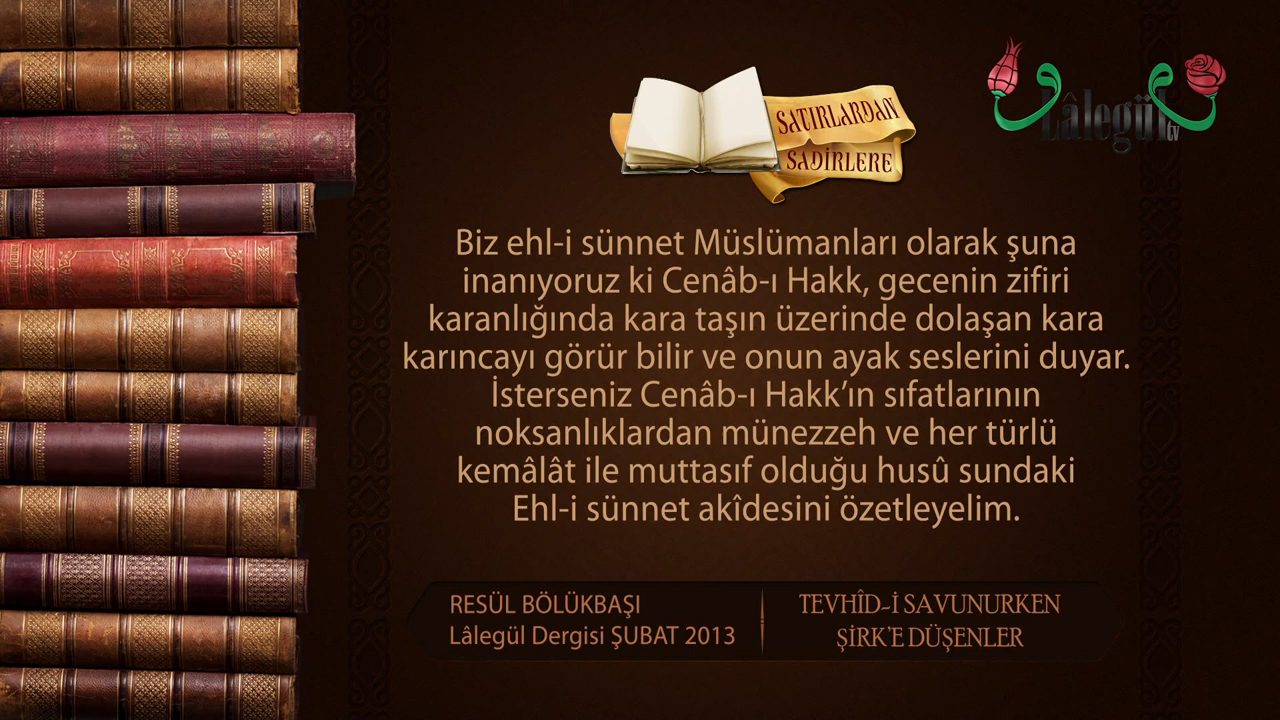 SATIRLARDAN
SADİRLERE
Lâlegül tv
Biz ehl-i sünnet Müslümanları olarak şuna
inanıyoruz ki Cenâb-ı Hakk, gecenin zifiri
karanlığında kara taşın üzerinde dolaşan kara
karıncayı görür bilir ve onun ayak seslerini duyar.
İsterseniz Cenâb-ı Hakk’ın sıfatlarının
noksanlıklardan münezzeh ve her türlü
kemâlât ile muttasıf olduğu husû sundaki
Ehl-i sünnet akîdesini özetleyelim.
RESÜL BÖLÜKBAŞI
Lâlegül Dergisi ŞUBAT 2013
TEVHÎD-İ SAVUNURKEN
ŞİRK'E DÜŞENLER